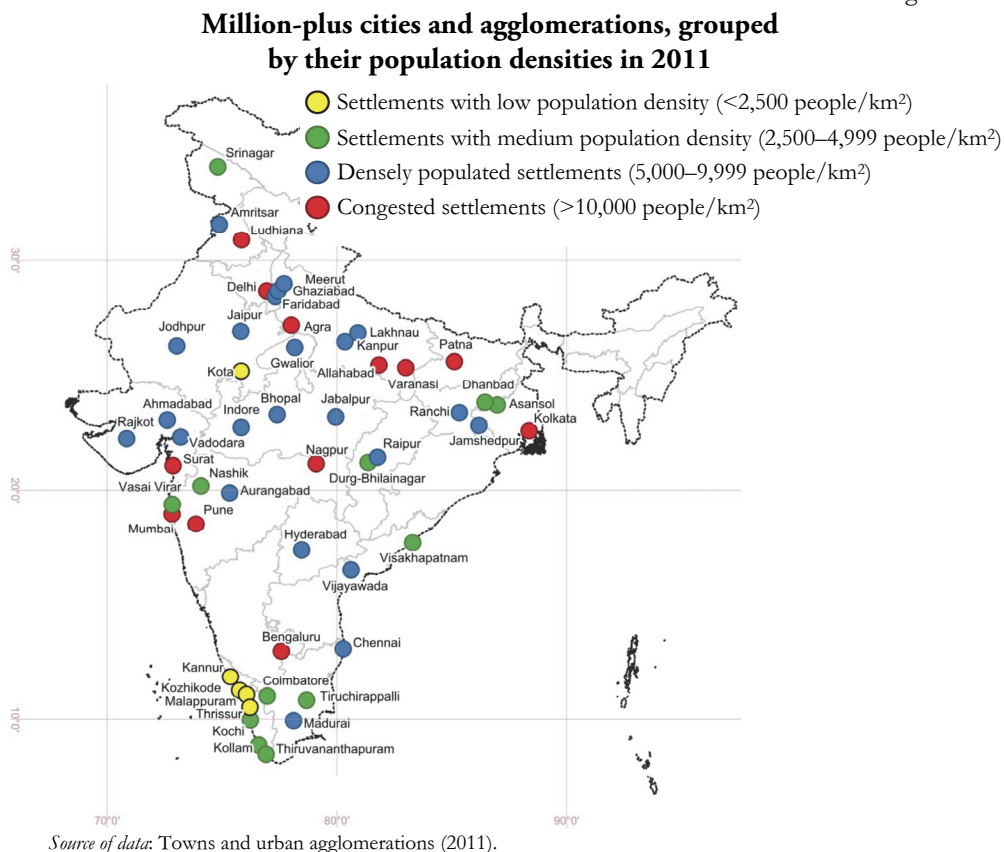 Million-plus cities and agglomerations, grouped
by their population densities in 2011
Settlements with low population density (<2,500 people/km²)
Settlements with medium population density (2,500–4,999 people/km²)
Densely populated settlements (5,000–9,999 people/km²)
Congested settlements (>10,000 people/km²)
Srinagar
Amritsar
Ludhiana
30°0'
Delhi
Meerut
Ghaziabad
Faridabad
Jaipur
Jodhpur
Agra
Lakhnau
Kanpur
Patna
Gwalior
Kota
Allahabad
Varanasi
Dhanbad
Ahmadabad
Indore
Bhopal
Jabalpur
Ranchi
Asansol
Rajkot
Kolkata
Vadodara
Jamshedpur
Surat
Nagpur
Raipur
Nashik
Durg-Bhilainagar
Vasai Virar
Aurangabad
20°0'
Pune
Mumbai
Hyderabad
Visakhapatnam
Vijayawada
Bengaluru
Chennai
Kannur
Coimbatore
Kozhikode
Malappuram
Tiruchirappalli
Thrissur
10°0'
Kochi
Madurai
Kollam
Thiruvananthapuram
70°0'
80°0'
90°0'
Source of data: Towns and urban agglomerations (2011).